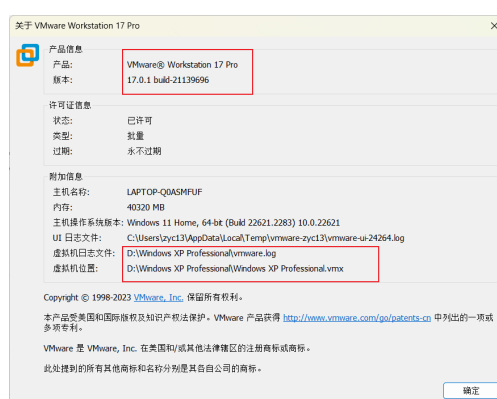 关于 VMware Workstation 17 Pro
产品信息
产品: VMware® Workstation 17 Pro
版本: 17.0.1 build-21139696
许可证信息
状态: 已许可
类型: 批量
过期: 永不过期
附加信息
主机名称: LAPTOP-Q0ASMFUF
内存: 40320 MB
主机操作系统版本: Windows 11 Home, 64-bit (Build 22621.2283) 10.0.22621
UI 日志文件: C:\Users\zyc13\AppData\Local\Temp\vmware-zyc13\vmware-ui-24264.log
虚拟机日志文件: D:\Windows XP Professional\vmware.log
虚拟机位置: D:\Windows XP Professional\Windows XP Professional.vmx
Copyright © 1998-2023 VMware, Inc. 保留所有权利。
本产品受美国和国际版权及知识产权法法保护。VMware 产品获得 http://www.vmware.com/go/patents-cn 中列出的一项或
多项专利。
VMware 是 VMware, Inc. 在美国和/或其他法律辖区的注册商标或商标。
此处提到的所有其他商标和名称分别是其各自公司的商标。
确定